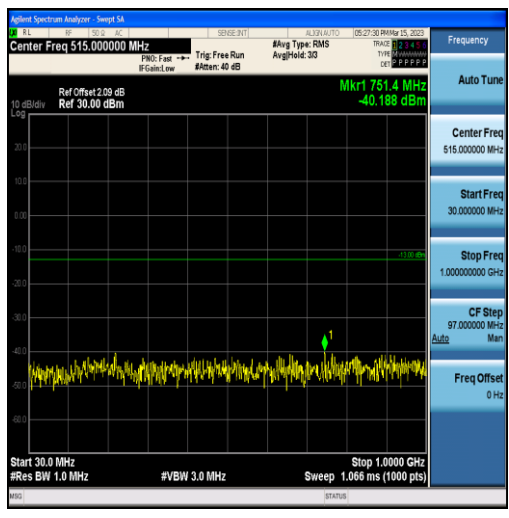 Agilent Spectrum Analyzer - Swept SA
RL RF 50 Ω AC SENSE:INT ALIGN AUTO 05:27:30 PM Mar 15, 2023
Center Freq 515.000000 MHz
PNO: Fast
IFGain:Low
Trig: Free Run
#Atten: 40 dB
#Avg Type: RMS
Avg|Hold: 3/3
TRACE 1 2 3 4 5 6
TYPE
DET P P P P P P
Ref Offset 2.09 dB
10 dB/div Ref 30.00 dBm
Log
Mkr1 751.4 MHz
-40.188 dBm
20.0
10.0
0.00
-10.0
-13.00 dBm
-20.0
-30.0
1
-40.0
-50.0
-60.0
Start 30.0 MHz Stop 1.0000 GHz
#Res BW 1.0 MHz #VBW 3.0 MHz Sweep 1.066 ms (1000 pts)
MSG STATUS
Frequency
Auto Tune
Center Freq
515.000000 MHz
Start Freq
30.000000 MHz
Stop Freq
1.000000000 GHz
CF Step
97.000000 MHz
Auto Man
Freq Offset
0 Hz